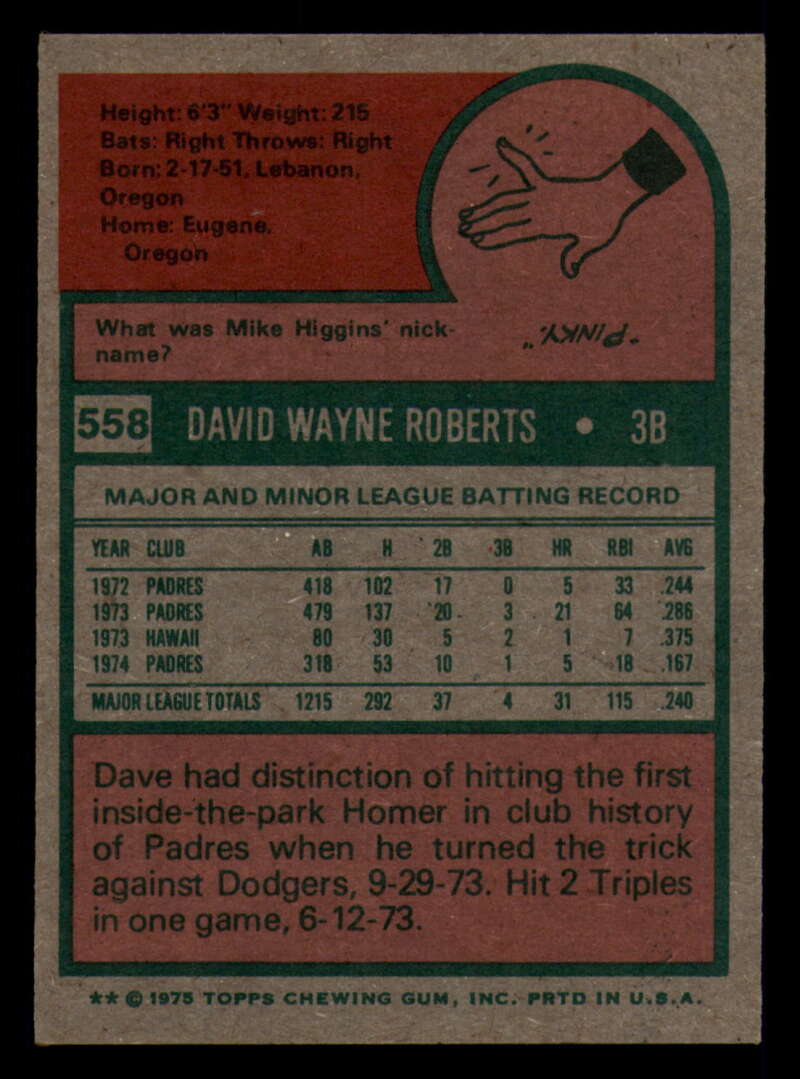 Height: 6'3" Weight: 215
Bats: Right Throws: Right
Born: 2-17-51, Lebanon,
Oregon
Home: Eugene,
Oregon
What was Mike Higgins' nick-
name?
"PINKY."
558 DAVID WAYNE ROBERTS • 3B
MAJOR AND MINOR LEAGUE BATTING RECORD
YEAR CLUB AB H 2B 3B HR RBI AVG
1972 PADRES 418 102 17 0 5 33 .244
1973 PADRES 479 137 20 3 21 64 .286
1973 HAWAII 80 30 5 2 1 7 .375
1974 PADRES 318 53 10 1 5 18 .167
MAJOR LEAGUE TOTALS 1215 292 37 4 31 115 .240
Dave had distinction of hitting the first
inside-the-park Homer in club history
of Padres when he turned the trick
against Dodgers, 9-29-73. Hit 2 Triples
in one game, 6-12-73.
** © 1975 TOPPS CHEWING GUM, INC. PRTD IN U.S.A.